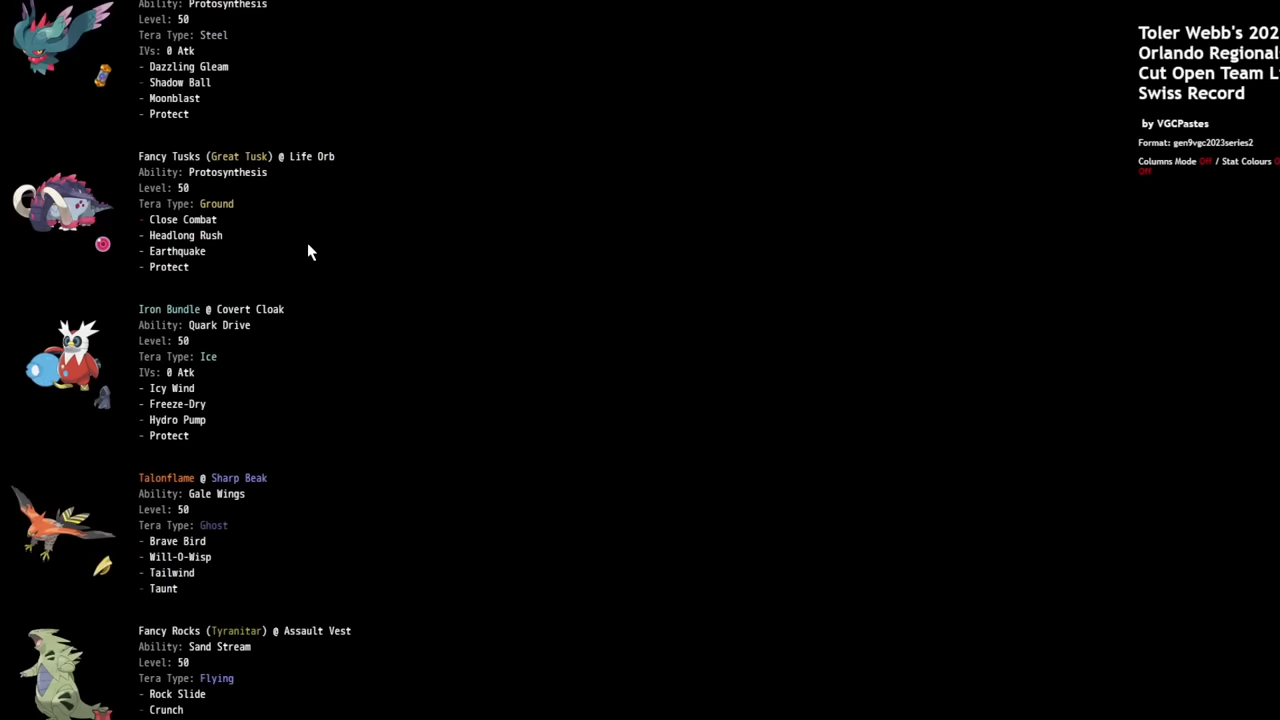 Ability: Protosynthesis
Level: 50
Tera Type: Steel
IVs: 0 Atk
- Dazzling Gleam
- Shadow Ball
- Moonblast
- Protect
Fancy Tusks (Great Tusk) @ Life Orb
Ability: Protosynthesis
Level: 50
Tera Type: Ground
- Close Combat
- Headlong Rush
- Earthquake
- Protect
Iron Bundle @ Covert Cloak
Ability: Quark Drive
Level: 50
Tera Type: Ice
IVs: 0 Atk
- Icy Wind
- Freeze-Dry
- Hydro Pump
- Protect
Talonflame @ Sharp Beak
Ability: Gale Wings
Level: 50
Tera Type: Ghost
- Brave Bird
- Will-O-Wisp
- Tailwind
- Taunt
Fancy Rocks (Tyranitar) @ Assault Vest
Ability: Sand Stream
Level: 50
Tera Type: Flying
- Rock Slide
- Crunch
Toler Webb's 202
Orlando Regional
Cut Open Team L
Swiss Record
by VGCPastes
Format: gen9vgc2023series2
Columns Mode Off / Stat Colours
Off